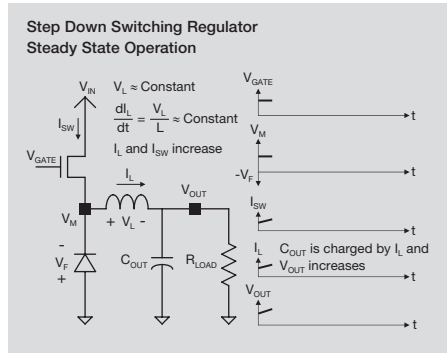 Step Down Switching Regulator
Steady State Operation
V_IN
V_L ≈ Constant
dI_L/dt = V_L/L ≈ Constant
I_L and I_SW increase
I_SW
V_GATE
I_L
V_OUT
V_M
+ V_L -
-
V_F
+
C_OUT
R_LOAD
V_GATE
t
V_M
-V_F
t
I_SW
t
I_L
C_OUT is charged by I_L and
V_OUT increases
t
V_OUT
t